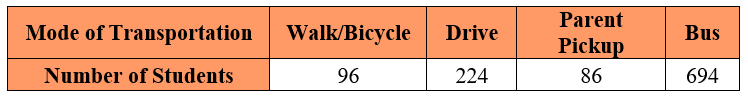 Mode of Transportation Walk/Bicycle Drive Parent Pickup Bus
Number of Students 96 224 86 694